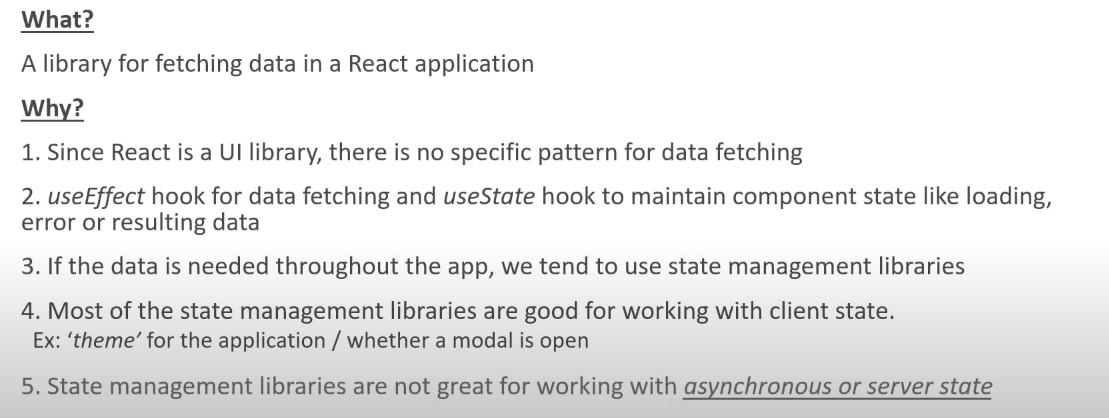 What?
A library for fetching data in a React application
Why?
1. Since React is a UI library, there is no specific pattern for data fetching
2. useEffect hook for data fetching and useState hook to maintain component state like loading,
error or resulting data
3. If the data is needed throughout the app, we tend to use state management libraries
4. Most of the state management libraries are good for working with client state.
Ex: ‘theme’ for the application / whether a modal is open
5. State management libraries are not great for working with asynchronous or server state